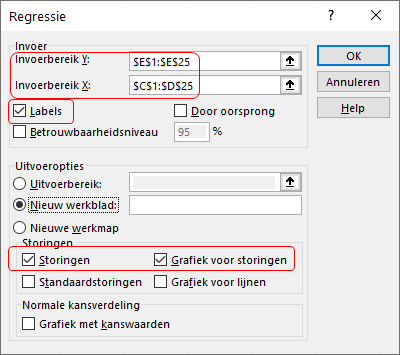 Regressie
Invoer
Invoerbereik Y: $E$1:$E$25
Invoerbereik X: $C$1:$D$25
Labels Door oorsprong
Betrouwbaarheidsniveau 95 %
OK
Annuleren
Help
Uitvoeropties
Uitvoerbereik:
Nieuw werkblad:
Nieuwe werkmap
Storingen
Storingen Grafiek voor storingen
Standaardstoringen Grafiek voor lijnen
Normale kansverdeling
Grafiek met kanswaarden